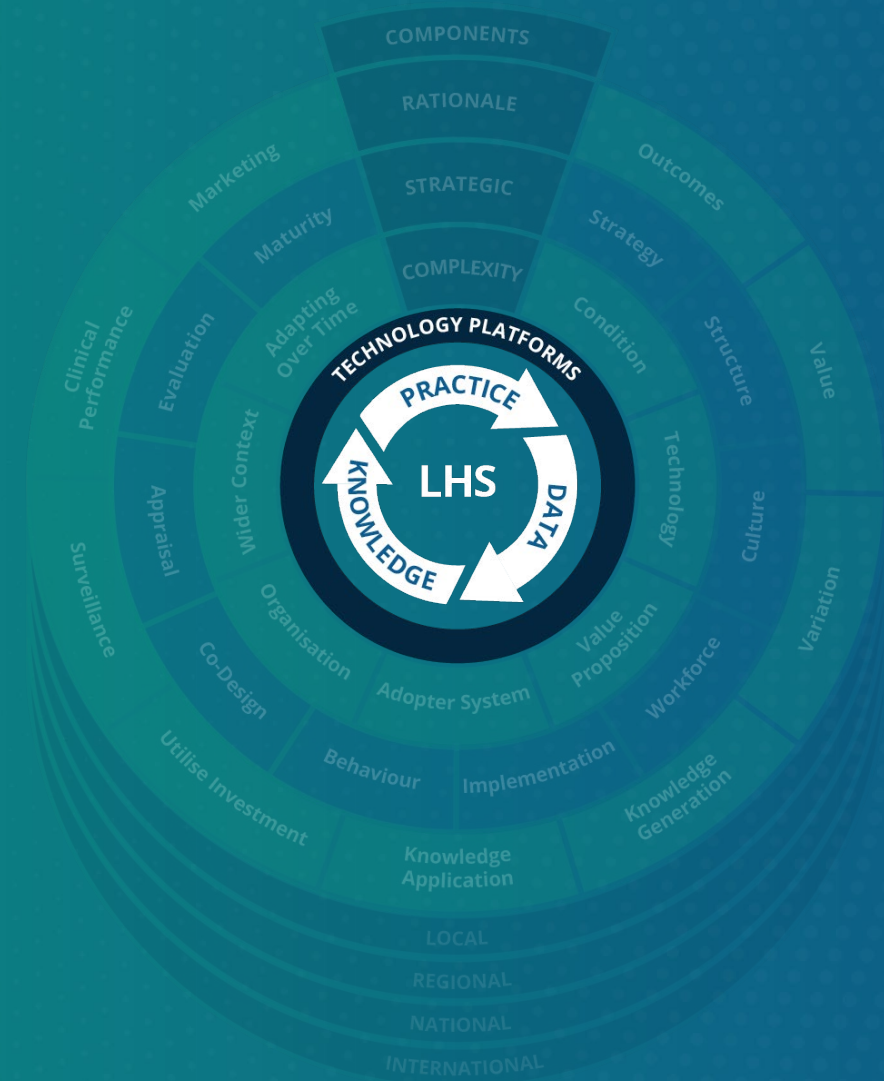 COMPONENTS
RATIONALE
STRATEGIC
COMPLEXITY
TECHNOLOGY PLATFORMS
PRACTICE
DATA
KNOWLEDGE
LHS
Outcomes
Value
Variation
Knowledge
Generation
Knowledge
Application
Utilise Investment
Surveillance
Clinical
Performance
Marketing
Strategy
Structure
Culture
Workforce
Implementation
Behaviour
Co-Design
Appraisal
Evaluation
Maturity
Condition
Technology
Value
Proposition
Adopter System
Organisation
Wider Context
Adapting
Over Time
LOCAL
REGIONAL
NATIONAL
INTERNATIONAL